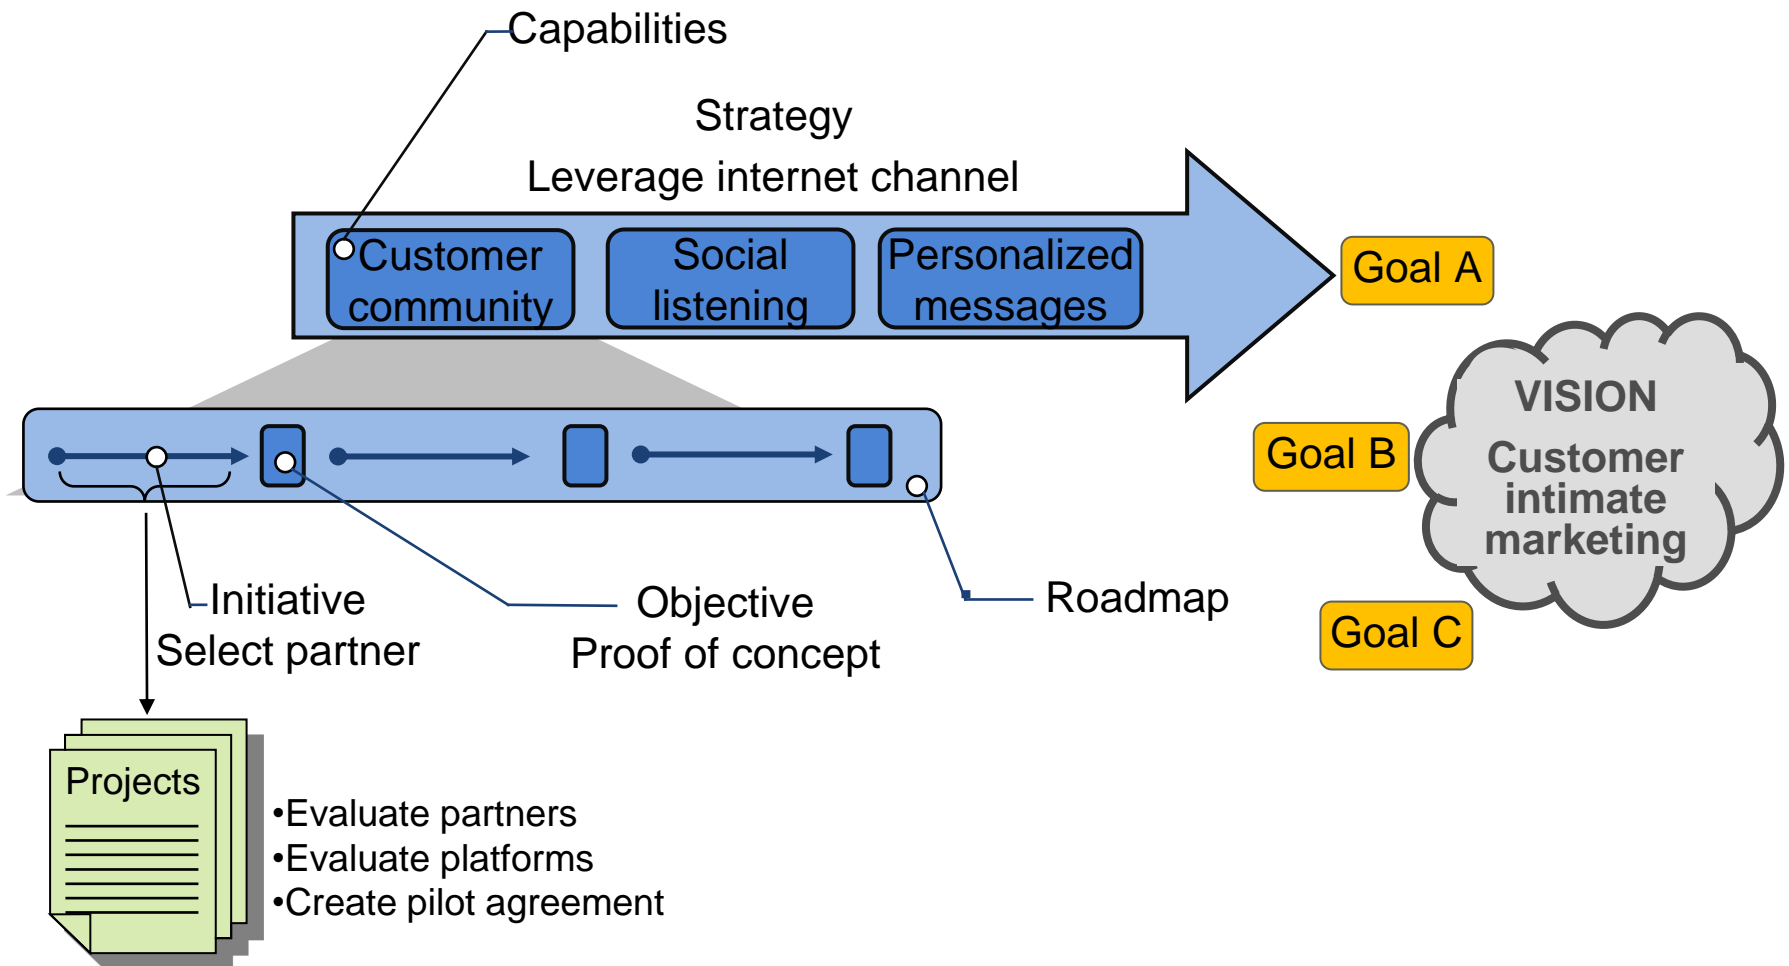 Capabilities
Strategy
Leverage internet channel
Customer
community
Social
listening
Personalized
messages
Goal A
VISION
Customer
intimate
marketing
Goal B
Goal C
Initiative
Select partner
Objective
Proof of concept
Roadmap
Projects
•Evaluate partners
•Evaluate platforms
•Create pilot agreement